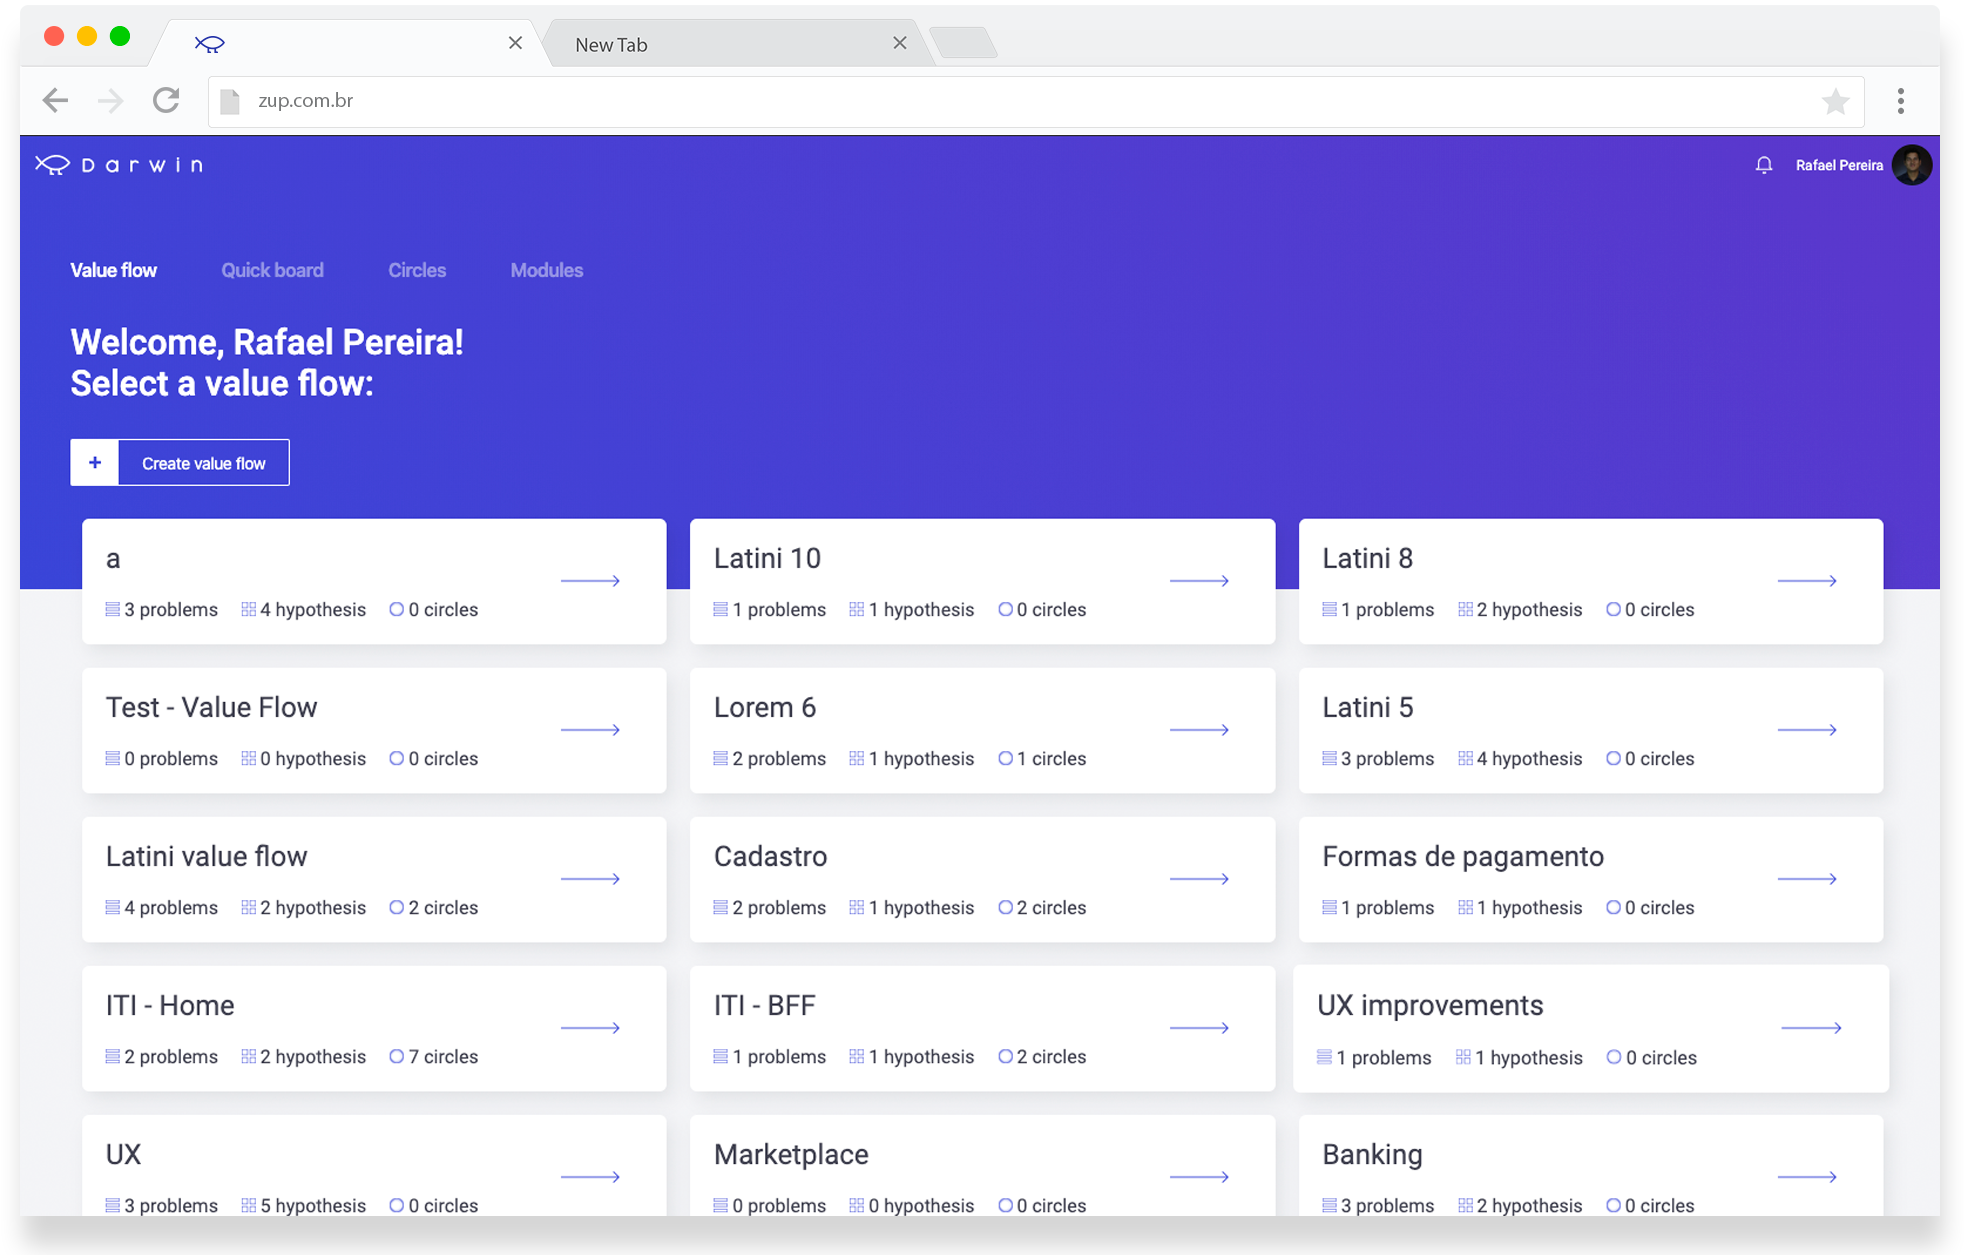 New Tab
zup.com.br
Darwin
Rafael Pereira
Value flow Quick board Circles Modules
Welcome, Rafael Pereira!
Select a value flow:
+ Create value flow
a
3 problems 4 hypothesis 0 circles
Latini 10
1 problems 1 hypothesis 0 circles
Latini 8
1 problems 2 hypothesis 0 circles
Test - Value Flow
0 problems 0 hypothesis 0 circles
Lorem 6
2 problems 1 hypothesis 1 circles
Latini 5
3 problems 4 hypothesis 0 circles
Latini value flow
4 problems 2 hypothesis 2 circles
Cadastro
2 problems 1 hypothesis 2 circles
Formas de pagamento
1 problems 1 hypothesis 0 circles
ITI - Home
2 problems 2 hypothesis 7 circles
ITI - BFF
1 problems 1 hypothesis 2 circles
UX improvements
1 problems 1 hypothesis 0 circles
UX
3 problems 5 hypothesis 0 circles
Marketplace
0 problems 0 hypothesis 0 circles
Banking
3 problems 2 hypothesis 0 circles